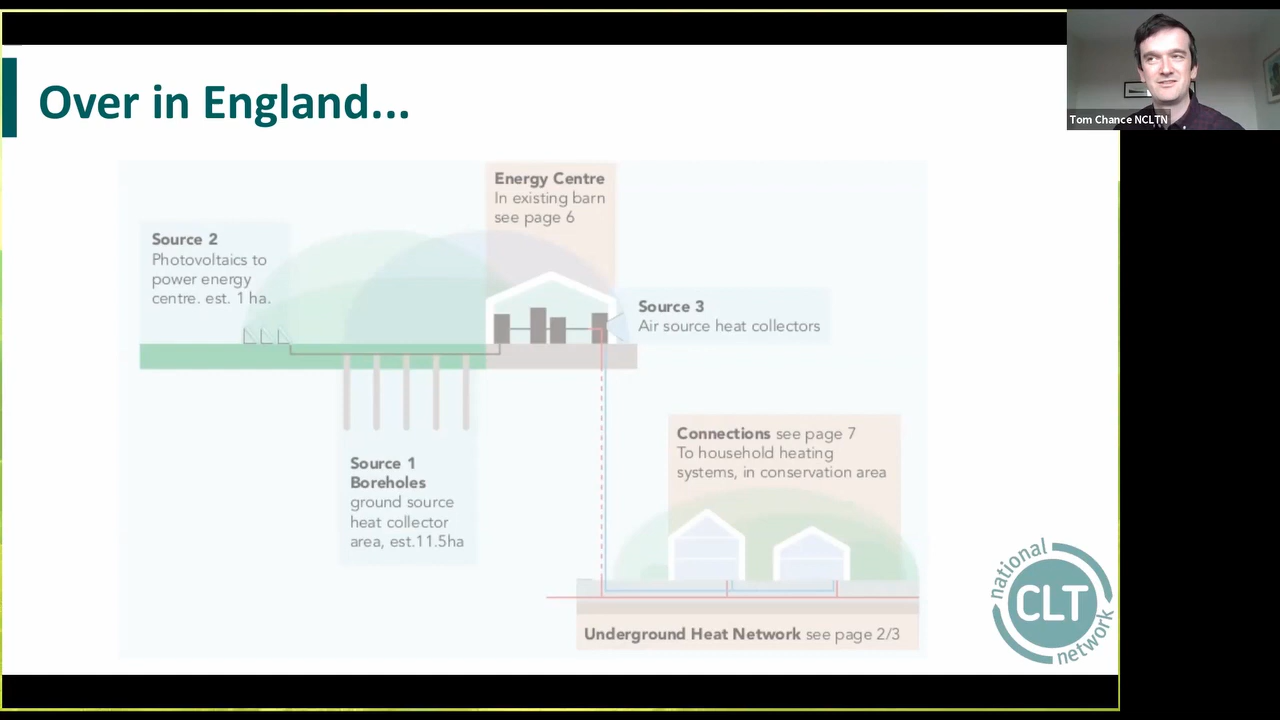 Over in England...
Tom Chance NCLTN
Energy Centre
In existing barn
see page 6
Source 2
Photovoltaics to
power energy
centre. est. 1 ha.
Source 3
Air source heat collectors
Source 1
Boreholes
ground source
heat collector
area, est.11.5ha
Connections see page 7
To household heating
systems, in conservation area
Underground Heat Network see page 2/3
national
CLT
network